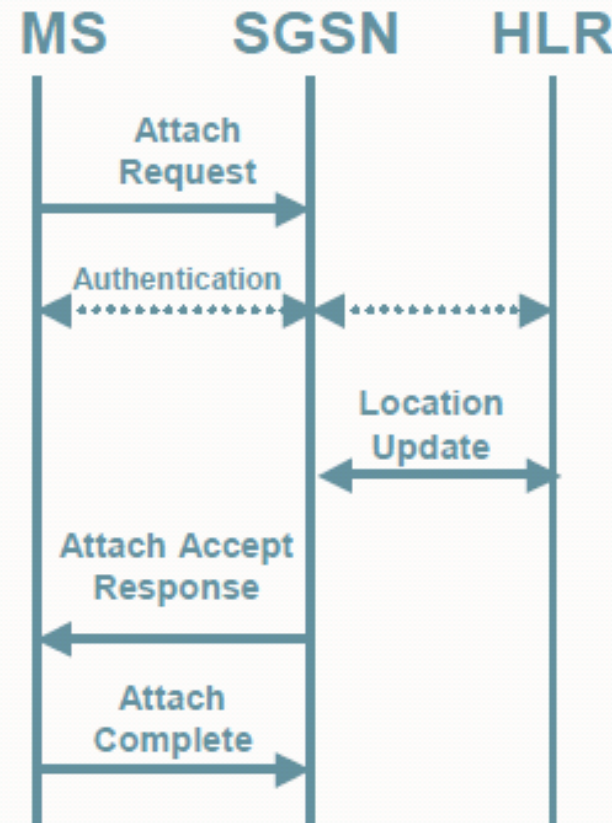 MS SGSN HLR
Attach
Request
Authentication
Location
Update
Attach Accept
Response
Attach
Complete